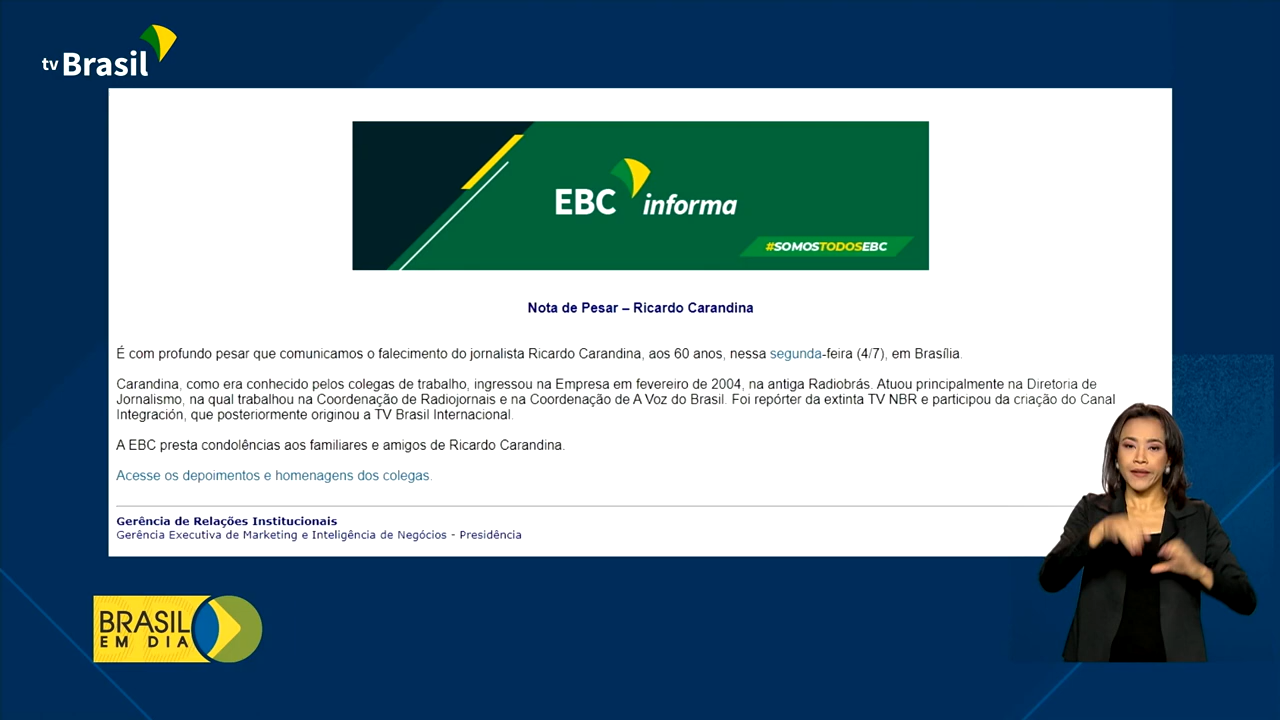 tv Brasil
EBC informa
#SOMOSTODOSEBC
Nota de Pesar – Ricardo Carandina
É com profundo pesar que comunicamos o falecimento do jornalista Ricardo Carandina, aos 60 anos, nessa segunda-feira (4/7), em Brasília.
Carandina, como era conhecido pelos colegas de trabalho, ingressou na Empresa em fevereiro de 2004, na antiga Radiobrás. Atuou principalmente na Diretoria de
Jornalismo, na qual trabalhou na Coordenação de Radiojornais e na Coordenação de A Voz do Brasil. Foi repórter da extinta TV NBR e participou da criação do Canal
Integración, que posteriormente originou a TV Brasil Internacional.
A EBC presta condolências aos familiares e amigos de Ricardo Carandina.
Acesse os depoimentos e homenagens dos colegas.
Gerência de Relações Institucionais
Gerência Executiva de Marketing e Inteligência de Negócios - Presidência
BRASIL
EM DIA